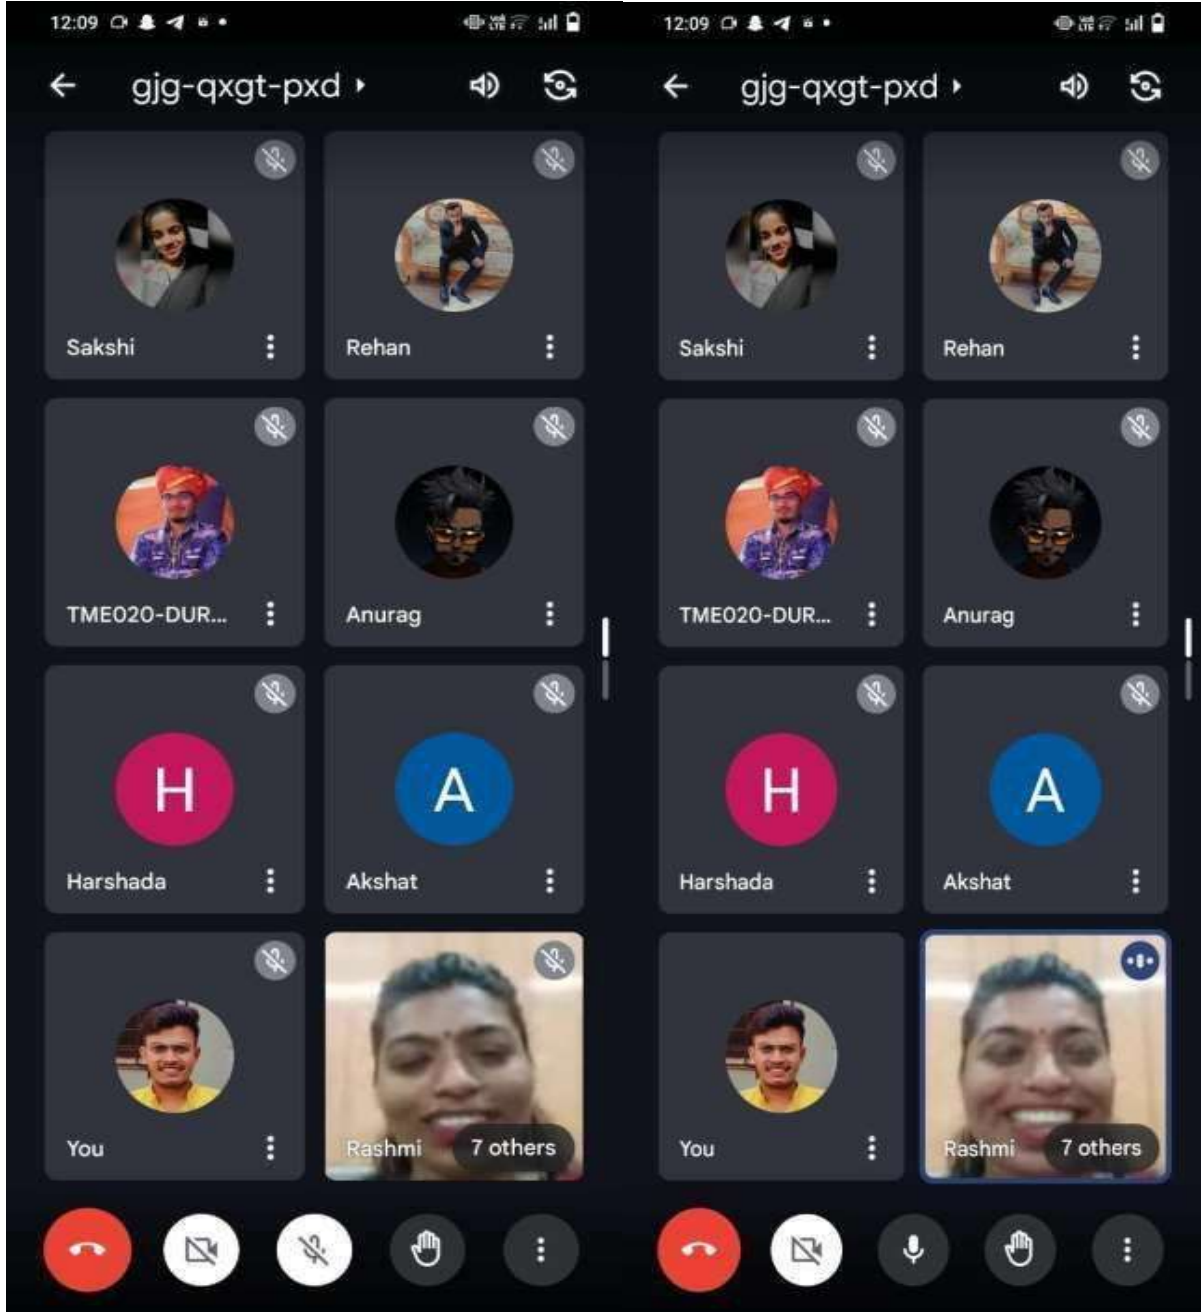 12:09
gjg-qxgt-pxd
Sakshi
Rehan
TME020-DUR...
Anurag
H
A
Harshada
Akshat
You
Rashmi
7 others
12:09
gjg-qxgt-pxd
Sakshi
Rehan
TME020-DUR...
Anurag
H
A
Harshada
Akshat
You
Rashmi
7 others